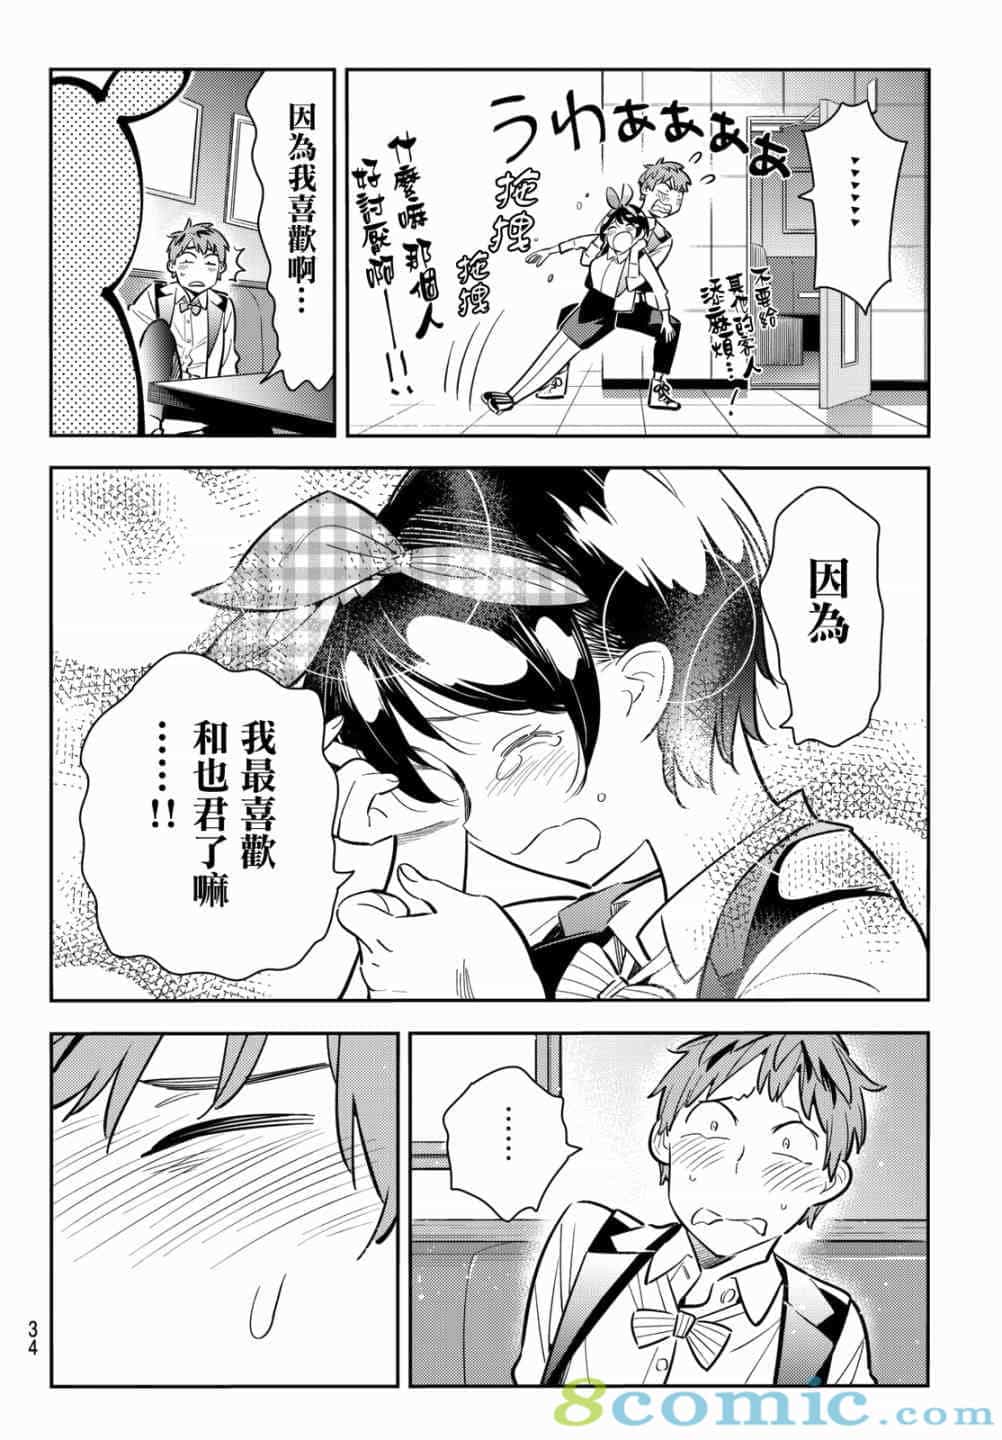 ……
うわぁぁぁぁ
不要給
其他的客人
添麻煩…！
拖拽
拖拽
什麼嘛 那個人
好討厭啊——!!
因為我喜歡啊…
因為
我最喜歡
和也君了嘛
……!!
……
34
8comic.com